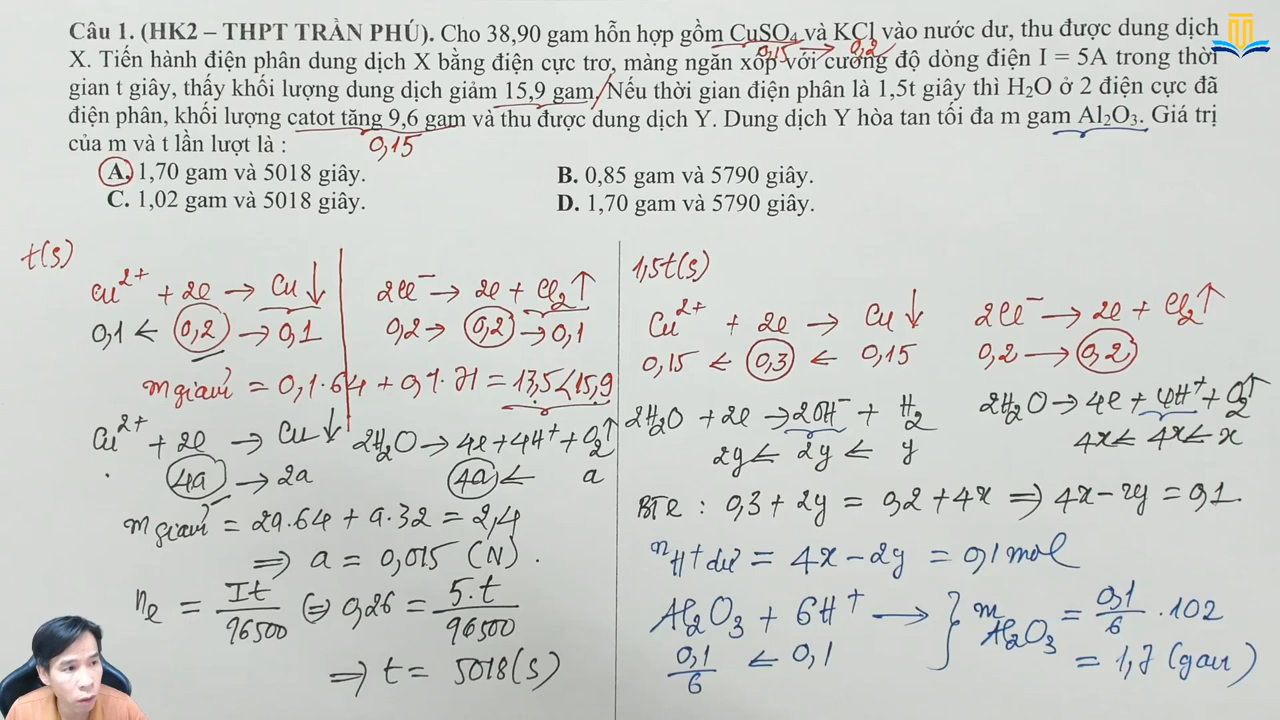 Câu 1. (HK2 – THPT TRẦN PHÚ). Cho 38,90 gam hỗn hợp gồm CuSO₄ và KCl vào nước dư, thu được dung dịch
0,15 → 0,2
X. Tiến hành điện phân dung dịch X bằng điện cực trơ, màng ngăn xốp với cường độ dòng điện I = 5A trong thời
gian t giây, thấy khối lượng dung dịch giảm 15,9 gam/Nếu thời gian điện phân là 1,5t giây thì H₂O ở 2 điện cực đã
điện phân, khối lượng catot tăng 9,6 gam và thu được dung dịch Y. Dung dịch Y hòa tan tối đa m gam Al₂O₃. Giá trị
của m và t lần lượt là :
0,15
A. 1,70 gam và 5018 giây.
B. 0,85 gam và 5790 giây.
C. 1,02 gam và 5018 giây.
D. 1,70 gam và 5790 giây.
t(s)
Cu²⁺ + 2e → Cu↓
2Cl⁻ → 2e + Cl₂↑
0,1 ← 0,2 → 0,1
0,2 → 0,2 → 0,1
m giảm = 0,1.64 + 0,1.71 = 13,5 < 15,9
Cu²⁺ + 2e → Cu↓
2H₂O → 4e + 4H⁺ + O₂↑
4a → 2a
4a ← a
m giảm = 2a.64 + a.32 = 2,4
⇒ a = 0,015 (N).
nₑ = It/96500 ⇔ 0,26 = 5.t/96500
⇒ t = 5018 (s)
1,5t(s)
Cu²⁺ + 2e → Cu↓
2Cl⁻ → 2e + Cl₂↑
0,15 ← 0,3 ← 0,15
0,2 → 0,2
2H₂O + 2e → 2OH⁻ + H₂
2H₂O → 4e + 4H⁺ + O₂↑
2y ← 2y ← y
4x ← 4x ← x
BTe : 0,3 + 2y = 0,2 + 4x ⇒ 4x - 2y = 0,1.
nH⁺ dư = 4x - 2y = 0,1 mol
Al₂O₃ + 6H⁺ →
0,1/6 ← 0,1
} m Al₂O₃ = 0,1/6 . 102
= 1,7 (gam)